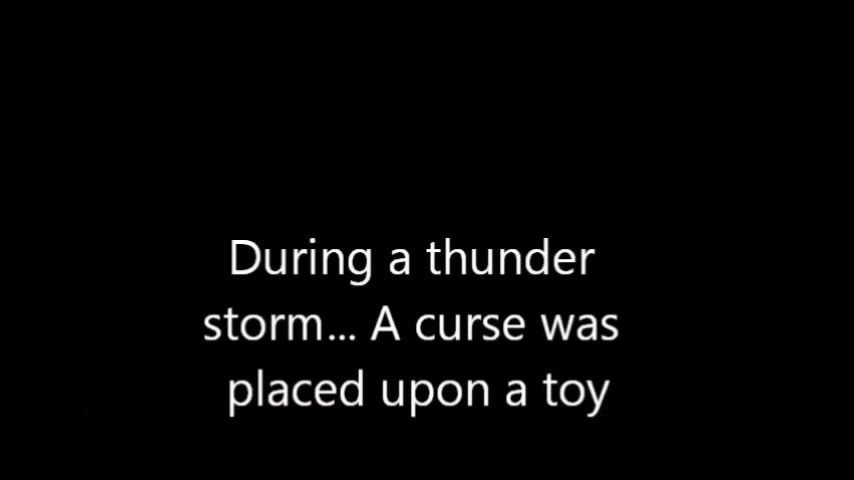 During a thunder
storm... A curse was
placed upon a toy